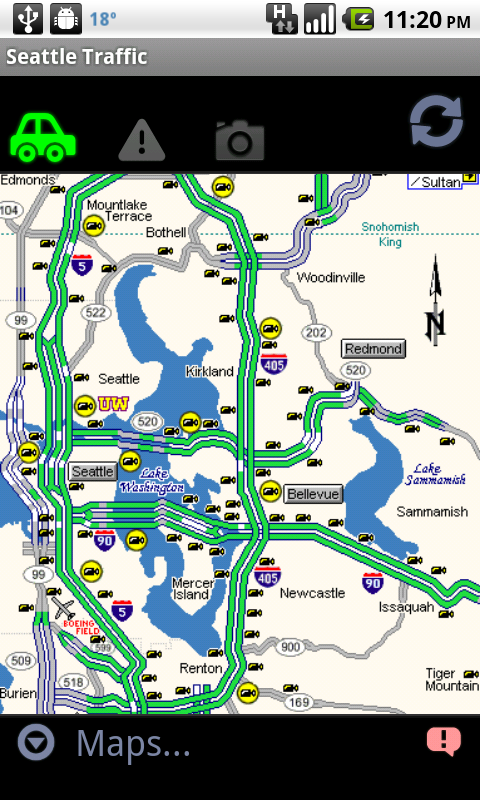 18°
H
11:20 PM
Seattle Traffic
Edmonds
Sultan
104
Mountlake
Terrace
Bothell
Snohomish
King
5
Woodinville
N
99
522
202
Redmond
405
520
Kirkland
Seattle
UW
520
Seattle
Lake
Washington
Lake
Sammamish
Bellevue
Sammamish
90
99
405
90
Mercer
Island
Newcastle
5
Issaquah
BOEING
FIELD
599
900
509
Renton
518
Tiger
Mountain
Burien
169
Maps...